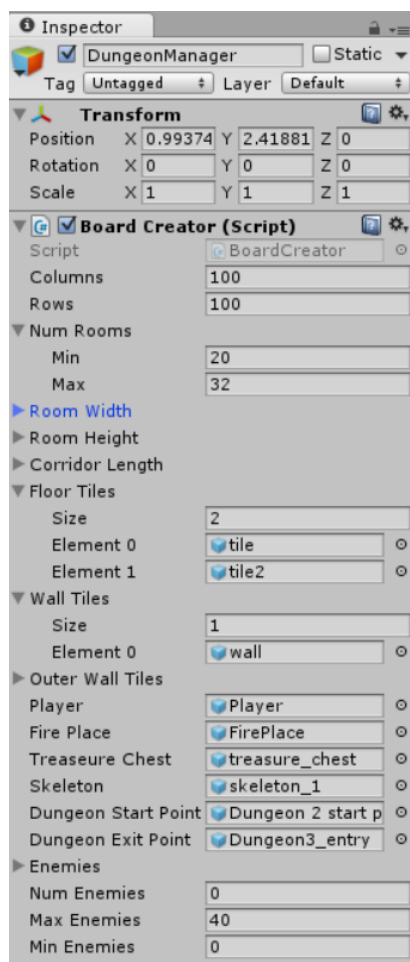 Inspector
DungeonManager Static
Tag Untagged Layer Default
Transform
Position X 0.99374 Y 2.41881 Z 0
Rotation X 0 Y 0 Z 0
Scale X 1 Y 1 Z 1
Board Creator (Script)
Script BoardCreator
Columns 100
Rows 100
Num Rooms
Min 20
Max 32
Room Width
Room Height
Corridor Length
Floor Tiles
Size 2
Element 0 tile
Element 1 tile2
Wall Tiles
Size 1
Element 0 wall
Outer Wall Tiles
Player Player
Fire Place FirePlace
Treaseure Chest treasure_chest
Skeleton skeleton_1
Dungeon Start Point Dungeon 2 start p
Dungeon Exit Point Dungeon3_entry
Enemies
Num Enemies 0
Max Enemies 40
Min Enemies 0